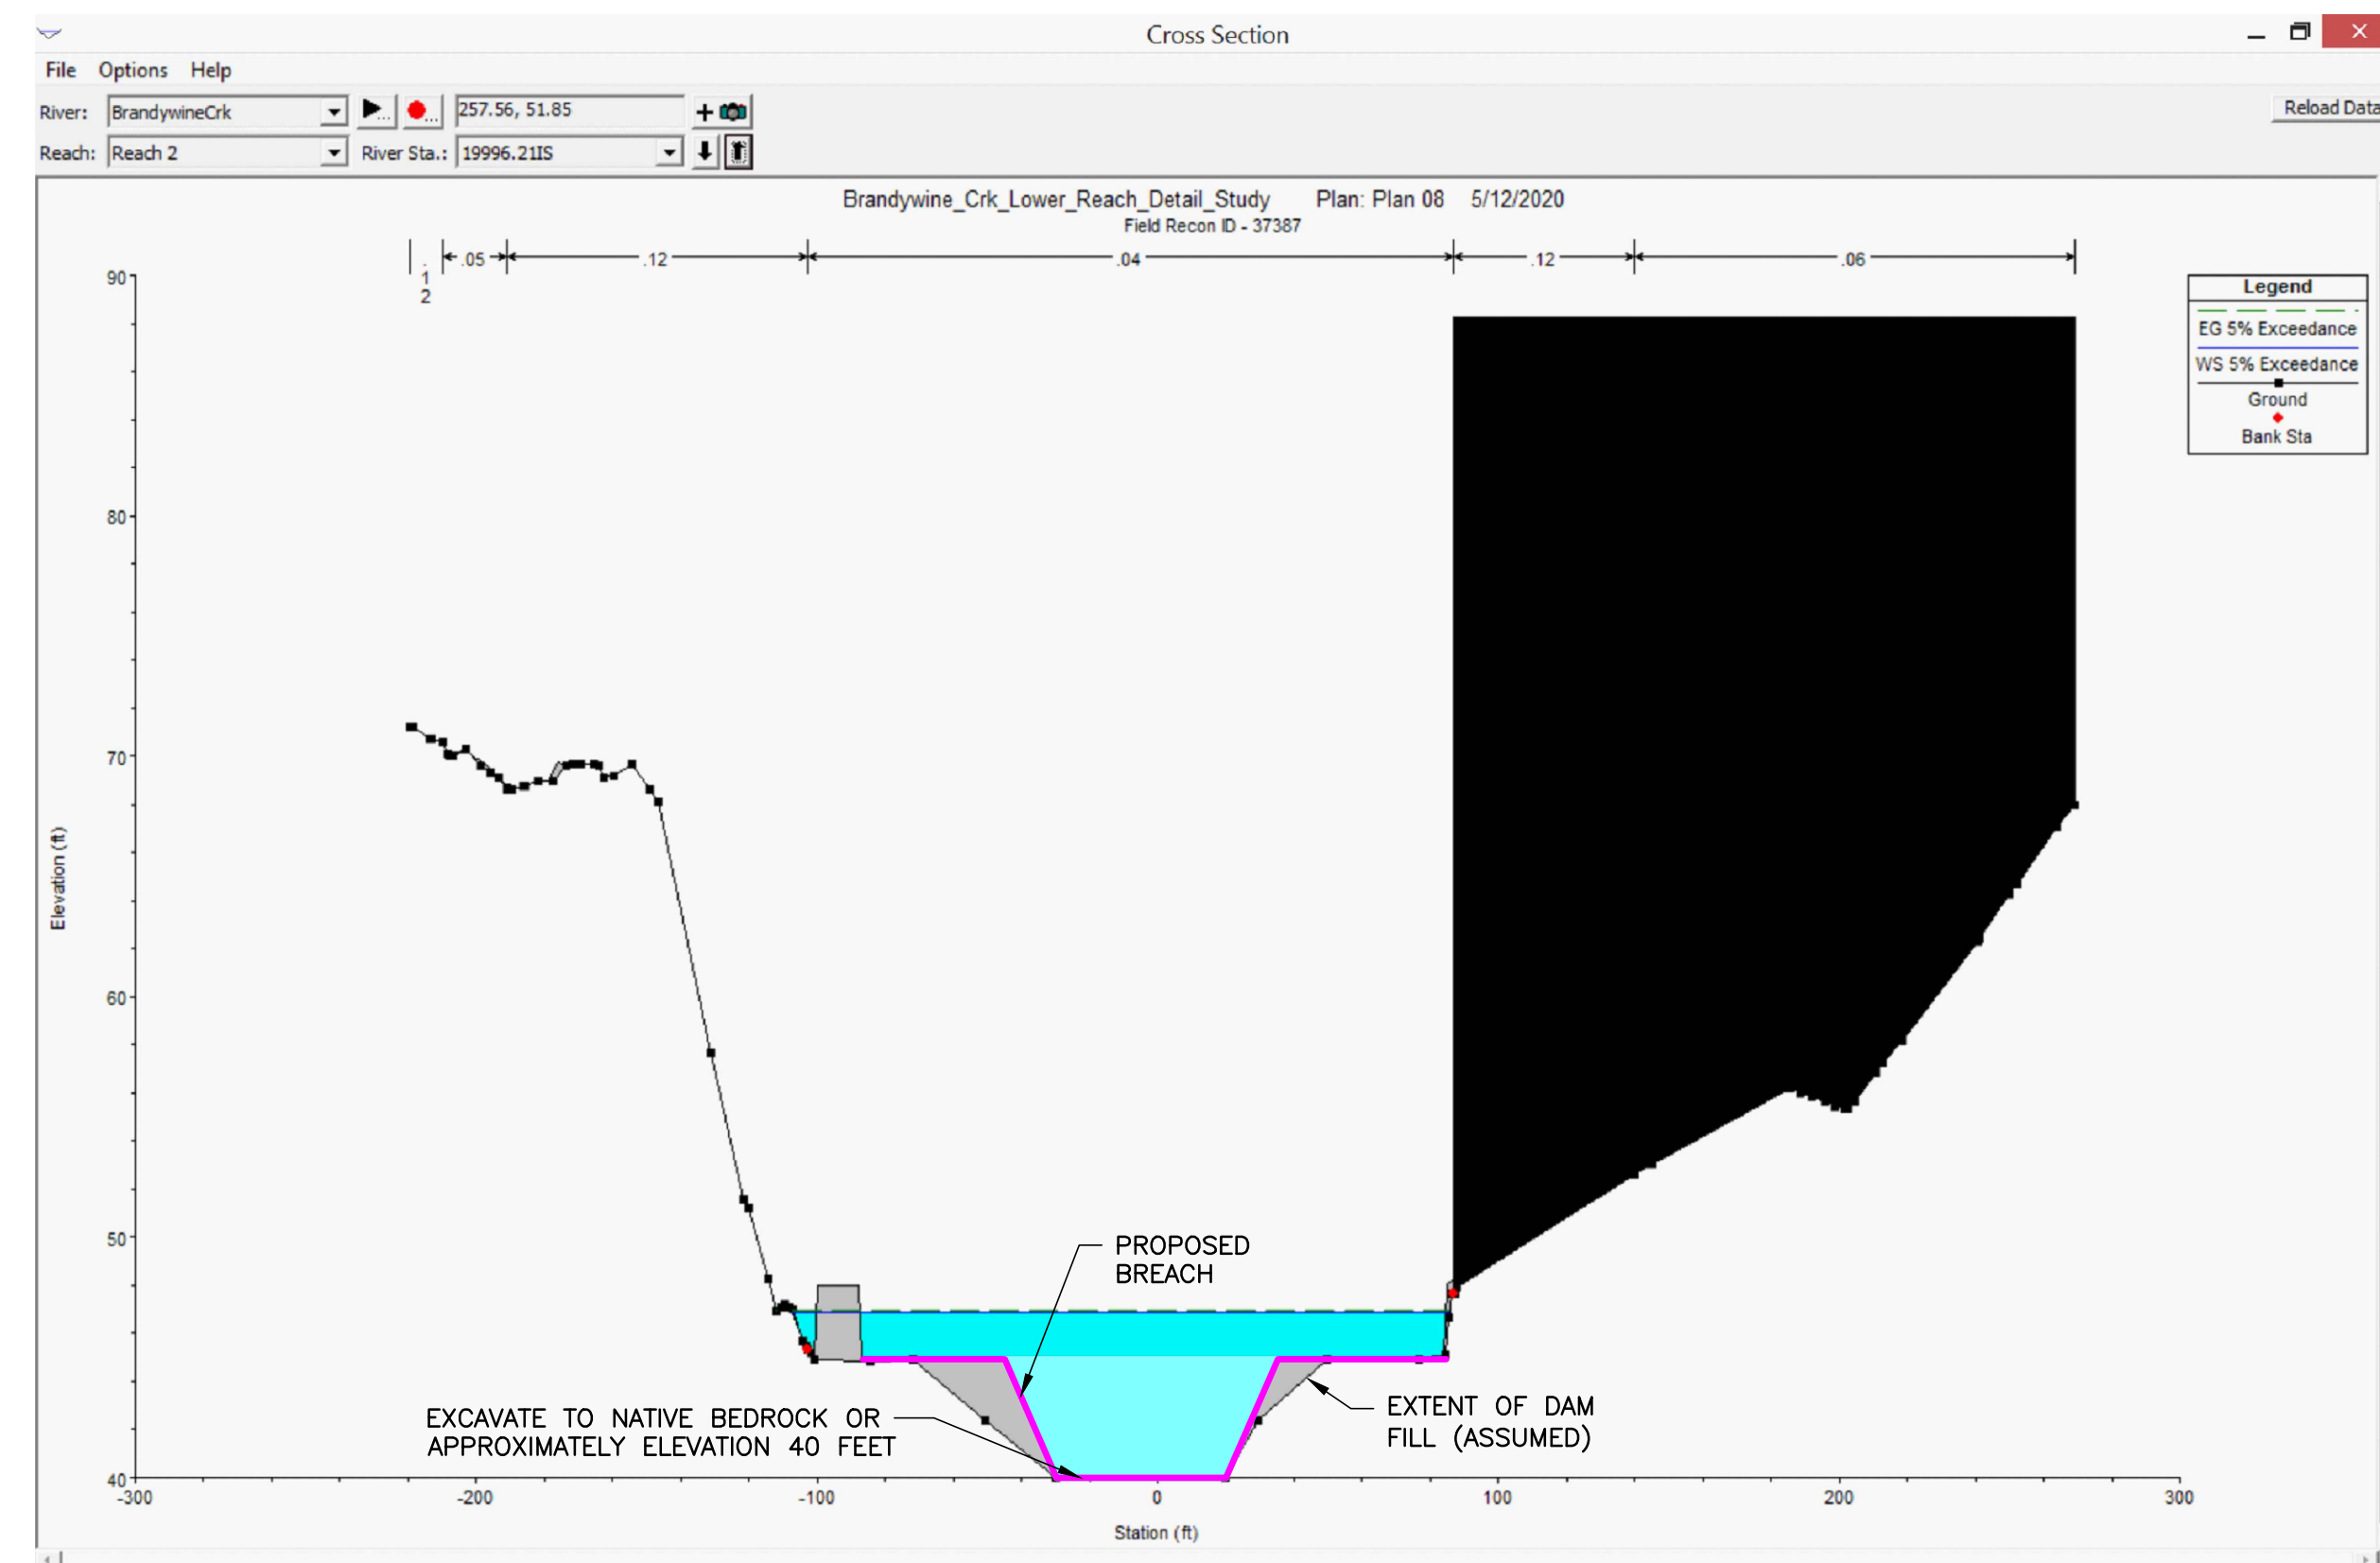 Cross Section
File Options Help
River: BrandywineCrk 257.56, 51.85 Reload Data
Reach: Reach 2 River Sta.: 19996.21IS
Brandywine_Crk_Lower_Reach_Detail_Study Plan: Plan 08 5/12/2020
Field Recon ID - 37387
.12 .05 .12 .04 .12 .06
Legend
EG 5% Exceedance
WS 5% Exceedance
Ground
Bank Sta
90
80
70
60
50
40
Elevation (ft)
PROPOSED
BREACH
EXCAVATE TO NATIVE BEDROCK OR
APPROXIMATELY ELEVATION 40 FEET
EXTENT OF DAM
FILL (ASSUMED)
-300 -200 -100 0 100 200 300
Station (ft)